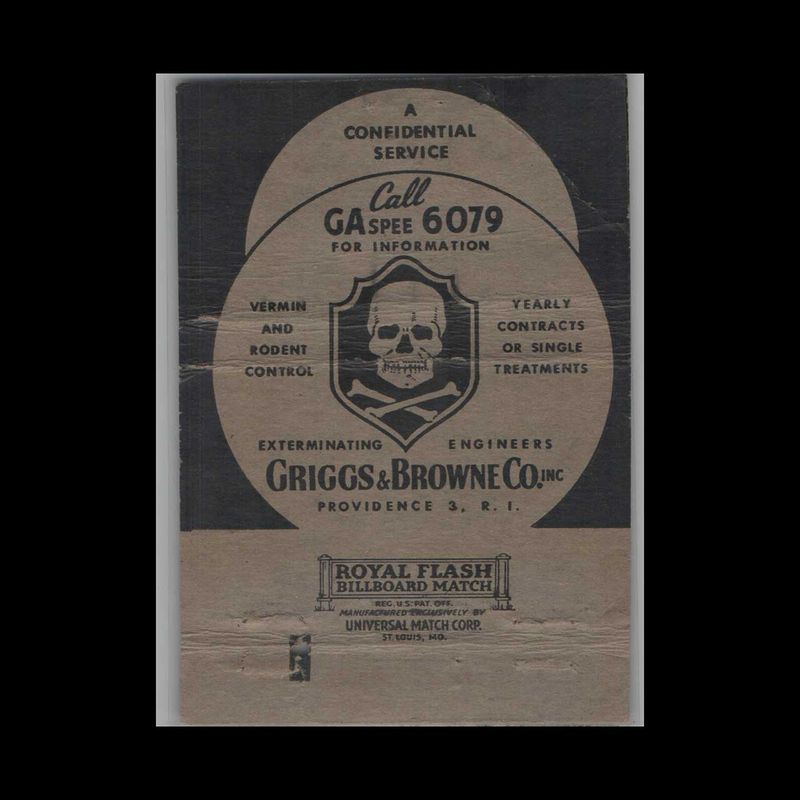 A
CONFIDENTIAL
SERVICE
Call
GASPEE 6079
FOR INFORMATION
VERMIN
AND
RODENT
CONTROL
YEARLY
CONTRACTS
OR SINGLE
TREATMENTS
EXTERMINATING ENGINEERS
GRIGGS & BROWNE CO. INC
PROVIDENCE 3, R. I.
ROYAL FLASH
BILLBOARD MATCH
REG. U.S. PAT. OFF.
MANUFACTURED EXCLUSIVELY BY
UNIVERSAL MATCH CORP.
ST. LOUIS, MO.